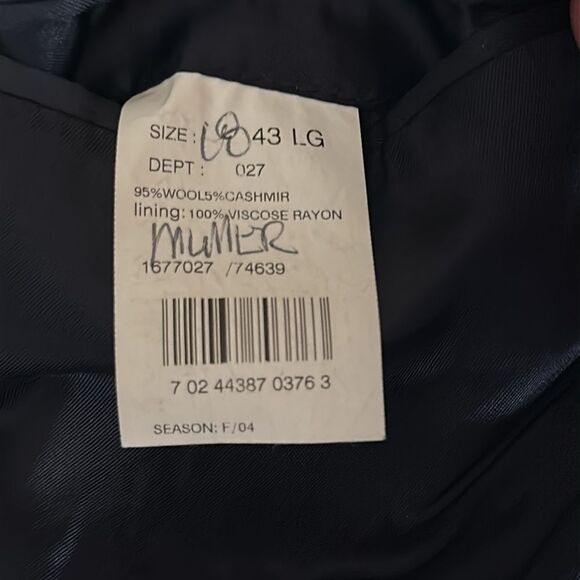 SIZE: 43 LG
DEPT: 027
95%WOOL5%CASHMIR
lining: 100% VISCOSE RAYON
1677027 /74639
7 02 44387 0376 3
SEASON: F/04